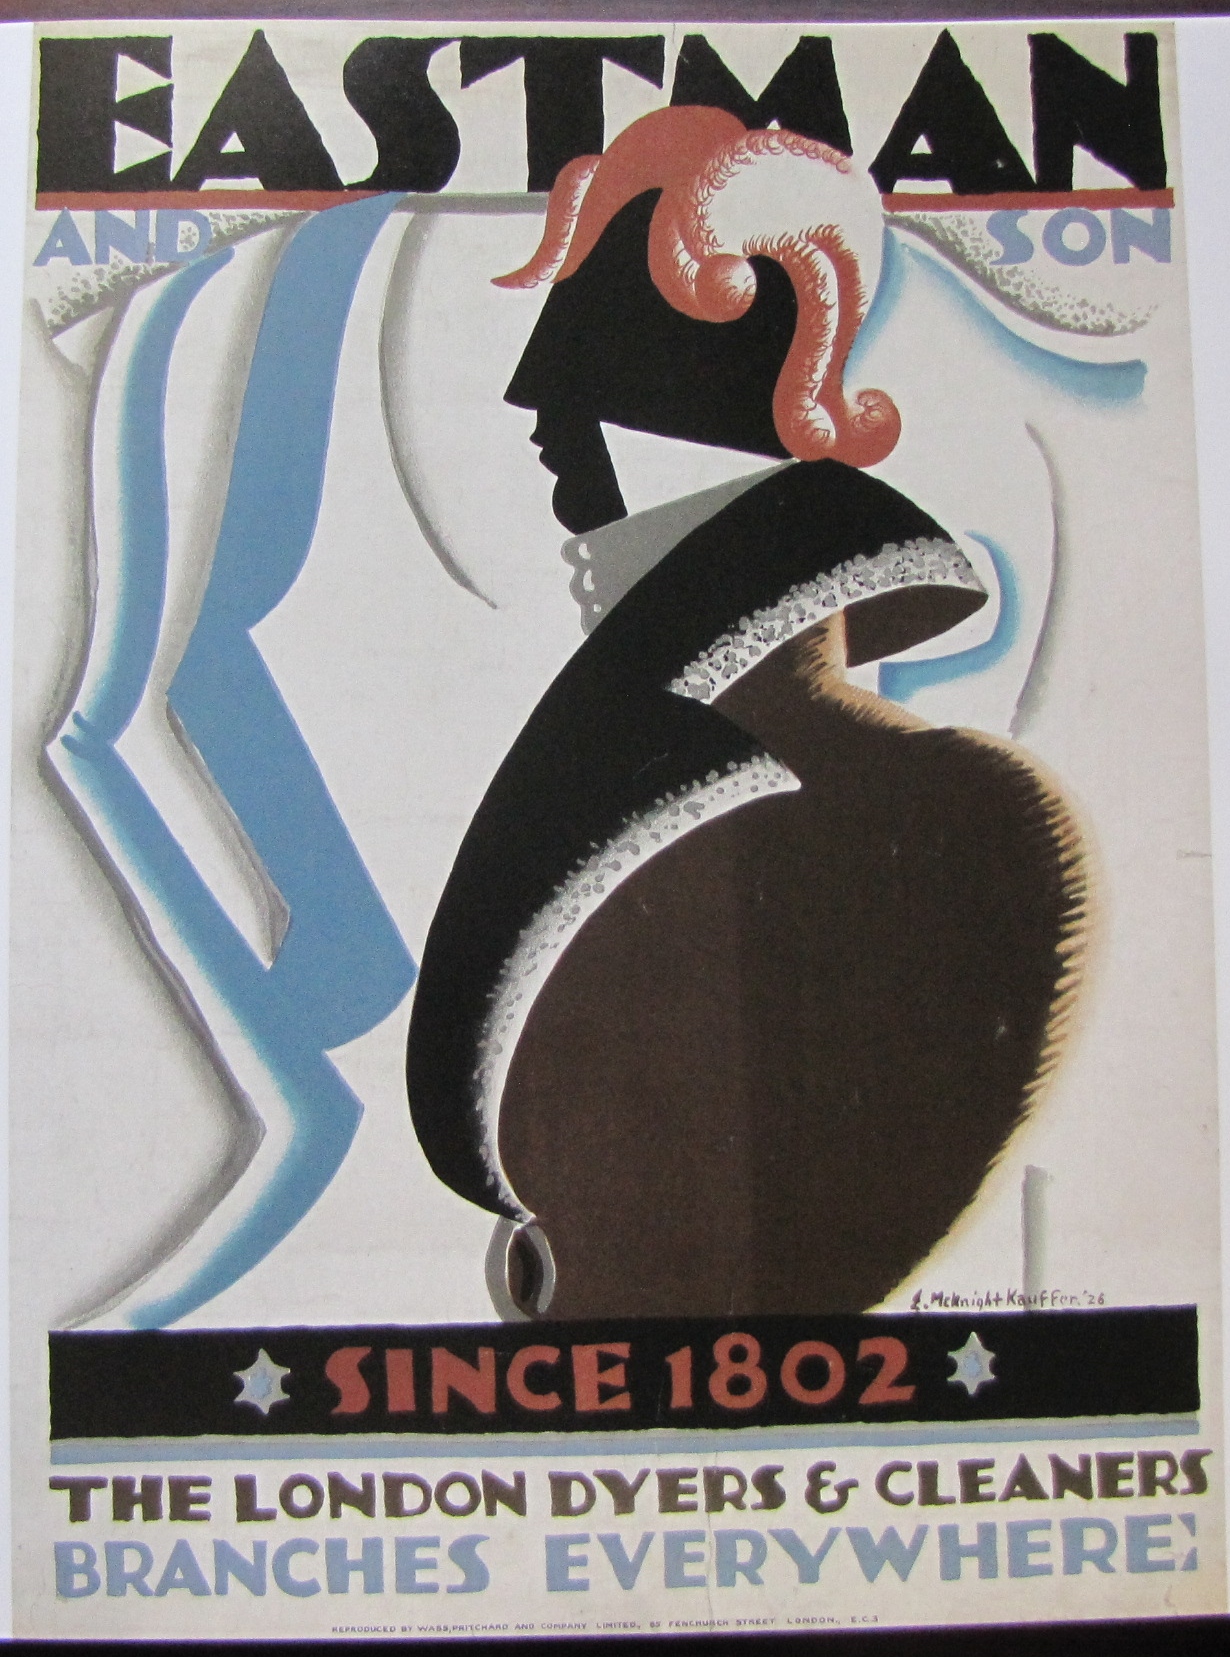 EASTMAN
AND SON
E. McKnight Kauffer. '26
SINCE 1802
THE LONDON DYERS & CLEANERS
BRANCHES EVERYWHERE:
REPRODUCED BY WASS, PRITCHARD AND COMPANY LIMITED, 85 FENCHURCH STREET LONDON, E.C.3